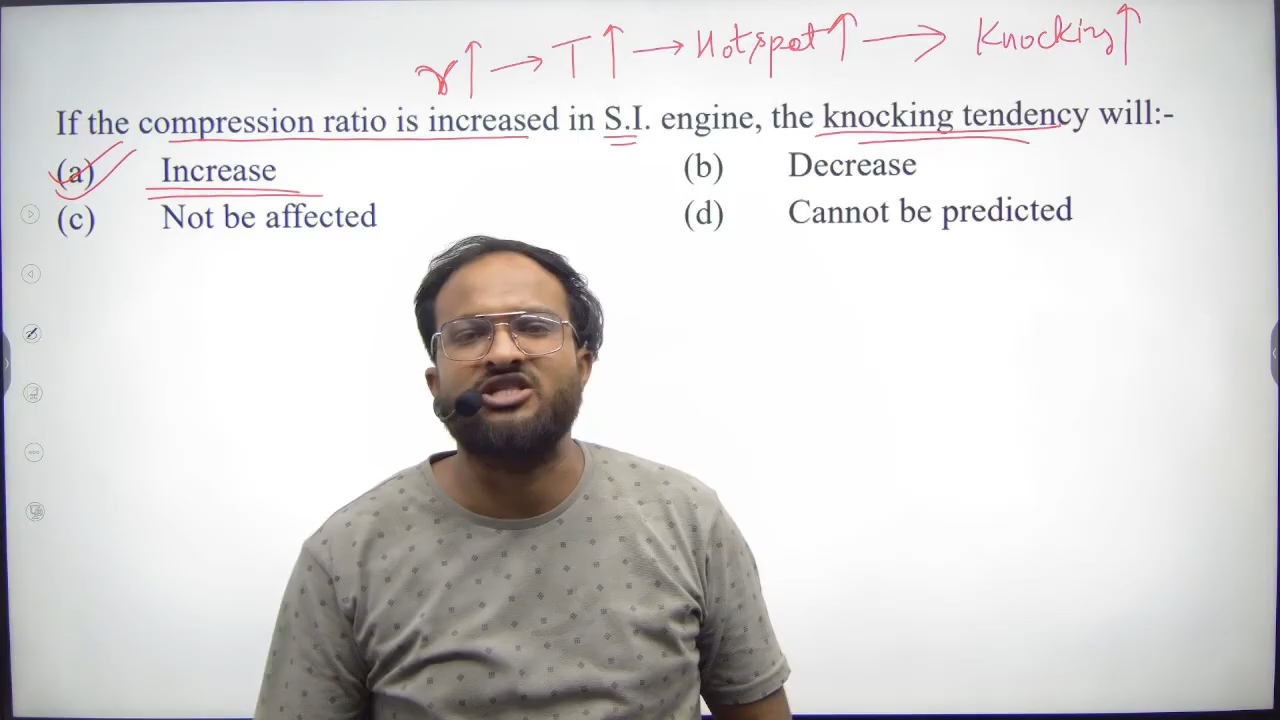 r↑ → T↑ → Hotspot↑ → Knocking↑
If the compression ratio is increased in S.I. engine, the knocking tendency will:-
(a) Increase (b) Decrease
(c) Not be affected (d) Cannot be predicted